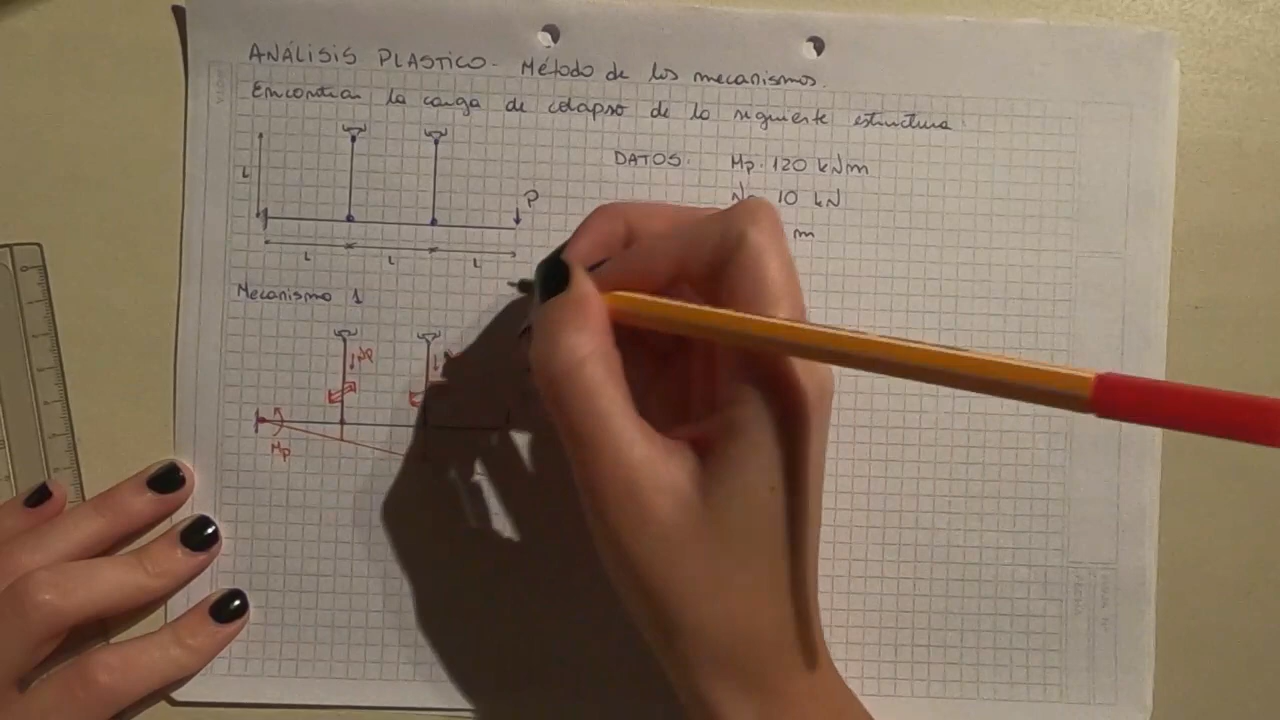 ANÁLISIS PLASTICO - Método de los mecanismos.
Encontrar la carga de colapso de la siguiente estructura
DATOS: Mp. 120 kNm
10 kN
m
L
P
L L L
Mecanismo 1
Np
Mp